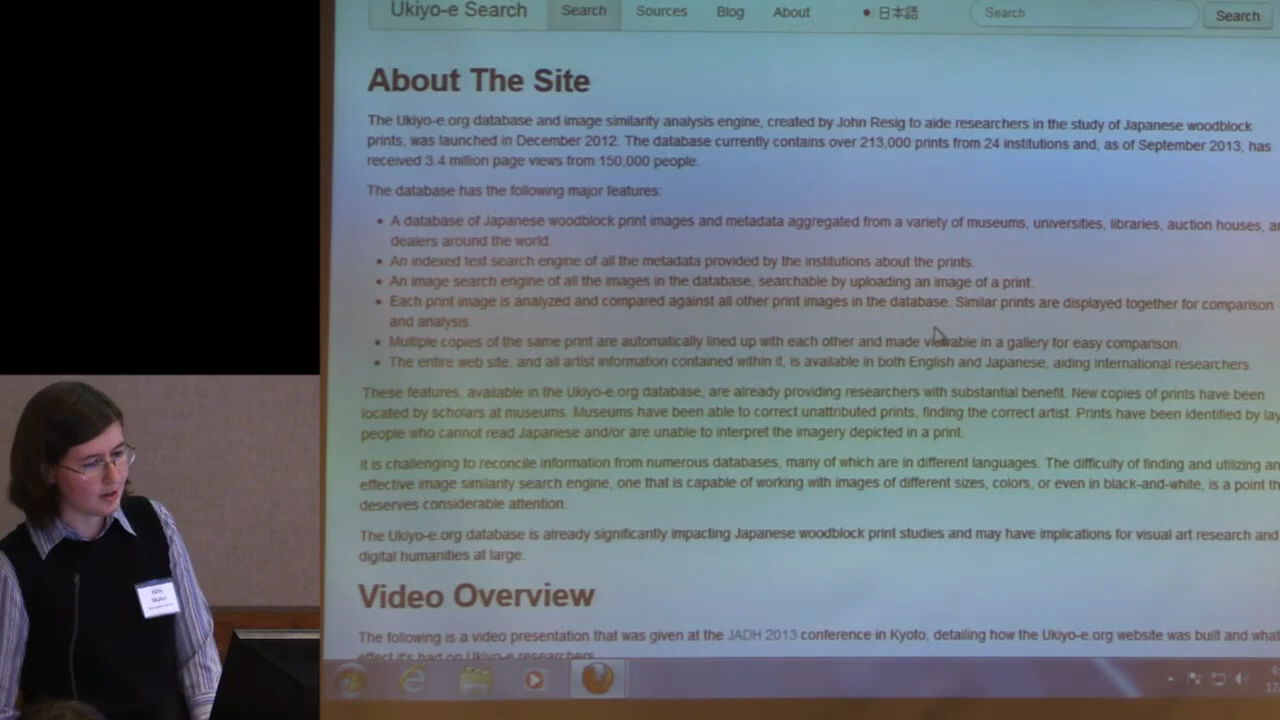 Ukiyo-e Search Search Sources Blog About • 日本語 Search Search
About The Site
The Ukiyo-e.org database and image similarity analysis engine, created by John Resig to aide researchers in the study of Japanese woodblock
prints, was launched in December 2012. The database currently contains over 213,000 prints from 24 institutions and, as of September 2013, has
received 3.4 million page views from 150,000 people.
The database has the following major features:
• A database of Japanese woodblock print images and metadata aggregated from a variety of museums, universities, libraries, auction houses,
dealers around the world.
• An indexed text search engine of all the metadata provided by the institutions about the prints.
• An image search engine of all the images in the database, searchable by uploading an image of a print.
• Each print image is analyzed and compared against all other print images in the database. Similar prints are displayed together for comparison
and analysis.
• Multiple copies of the same print are automatically lined up with each other and made viewable in a gallery for easy comparison.
• The entire web site, and all artist information contained within it, is available in both English and Japanese, aiding international researchers.
These features, available in the Ukiyo-e.org database, are already providing researchers with substantial benefit. New copies of prints have been
located by scholars at museums. Museums have been able to correct unattributed prints, finding the correct artist. Prints have been identified by
people who cannot read Japanese and/or are unable to interpret the imagery depicted in a print.
It is challenging to reconcile information from numerous databases, many of which are in different languages. The difficulty of finding and utilizing
effective image similarity search engine, one that is capable of working with images of different sizes, colors, or even in black-and-white, is a point
deserves considerable attention.
The Ukiyo-e.org database is already significantly impacting Japanese woodblock print studies and may have implications for visual art research and
digital humanities at large.
Video Overview
The following is a video presentation that was given at the JADH 2013 conference in Kyoto, detailing how the Ukiyo-e.org website was built and what
effect it's had on Ukiyo-e researchers.